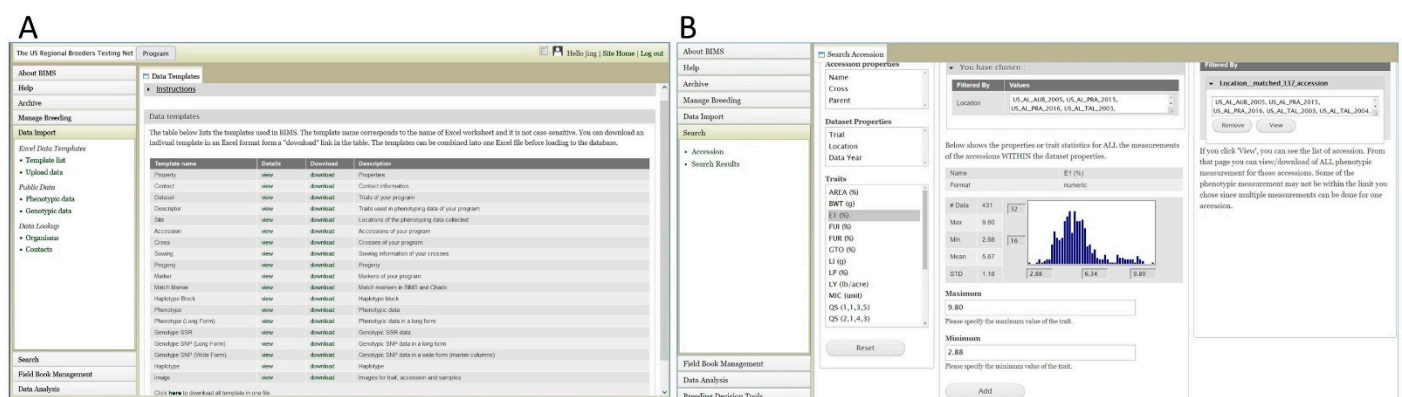 A
The US Regional Breeders Testing Net Program Hello jing | Site Home | Log out
About BIMS
Help
Archive
Manage Breeding
Data Import
Excel Data Templates
• Template list
• Upload data
Public Data
• Phenotypic data
• Genotypic data
Data Lookup
• Organisms
• Contacts
Search
Field Book Management
Data Analysis
Data Templates
Instructions
Data templates
The table below lists the templates used in BIMS. The template name corresponds to the name of Excel worksheet and it is not case-sensitive. You can download an
indivual template in an Excel format form a "download" link in the table. The templates can be combined into one Excel file before loading to the database.
Template name Details Download Description
Property view download Properties
Contact view download Contact information
Dataset view download Trials of your program
Descriptor view download Traits used in phenotyping data of your program
Site view download Locations of the phenotyping data collected
Accession view download Accessions of your program
Cross view download Crosses of your program
Sowing view download Sowing information of your crosses
Progeny view download Progeny
Marker view download Markers of your program
Match Marker view download Match markers in BIMS and Chado
Haplotype Block view download Haplotype block
Phenotype view download Phenotypic data
Phenotype (Long Form) view download Phenotypic data in a long form
Genotype SSR view download Genotypic SSR data
Genotype SNP (Long Form) view download Genotypic SNP data in a long form
Genotype SNP (Wide Form) view download Genotypic SNP data in a wide form (marker columns)
Haplotype view download Haplotype
Image view download Images for trait, accession and samples
Click here to download all template in one file
B
About BIMS
Help
Archive
Manage Breeding
Data Import
Search
• Accession
• Search Results
Field Book Management
Data Analysis
Breeding Decision Tools
Search Accession
Accession properties
Name
Cross
Parent
Dataset Properties
Trial
Location
Data Year
Traits
AREA (%)
BWT (g)
E1 (%)
FUI (%)
FUR (%)
GTO (%)
LI (g)
LP (%)
LY (lb/acre)
MIC (unit)
QS (1,1,3,5)
QS (2,1,4,3)
Reset
You have chosen :
Filtered By Values
Location US_AL_AUB_2005, US_AL_PRA_2015,
US_AL_PRA_2016, US_AL_TAL_2003,
Below shows the properties or trait statistics for ALL the measurements
of the accessions WITHIN the dataset properties.
Name E1 (%)
Format numeric
# Data 431
Max 9.80
Min 2.88
Mean 5.67
STD 1.18
32
16
2.88 6.34 9.80
Maximum
9.80
Please specify the maximum value of the trait.
Minimum
2.88
Please specify the minimum value of the trait.
Add
Filtered By
Location : matched 337 accession
US_AL_AUB_2005, US_AL_PRA_2015,
US_AL_PRA_2016, US_AL_TAL_2003, US_AL_TAL_2004,
Remove View
If you click 'View', you can see the list of accession. From
that page you can view/download of ALL phenotypic
measurement for those accessions. Some of the
phenotypic measurement may not be within the limit you
chose since multiple measurements can be done for one
accession.